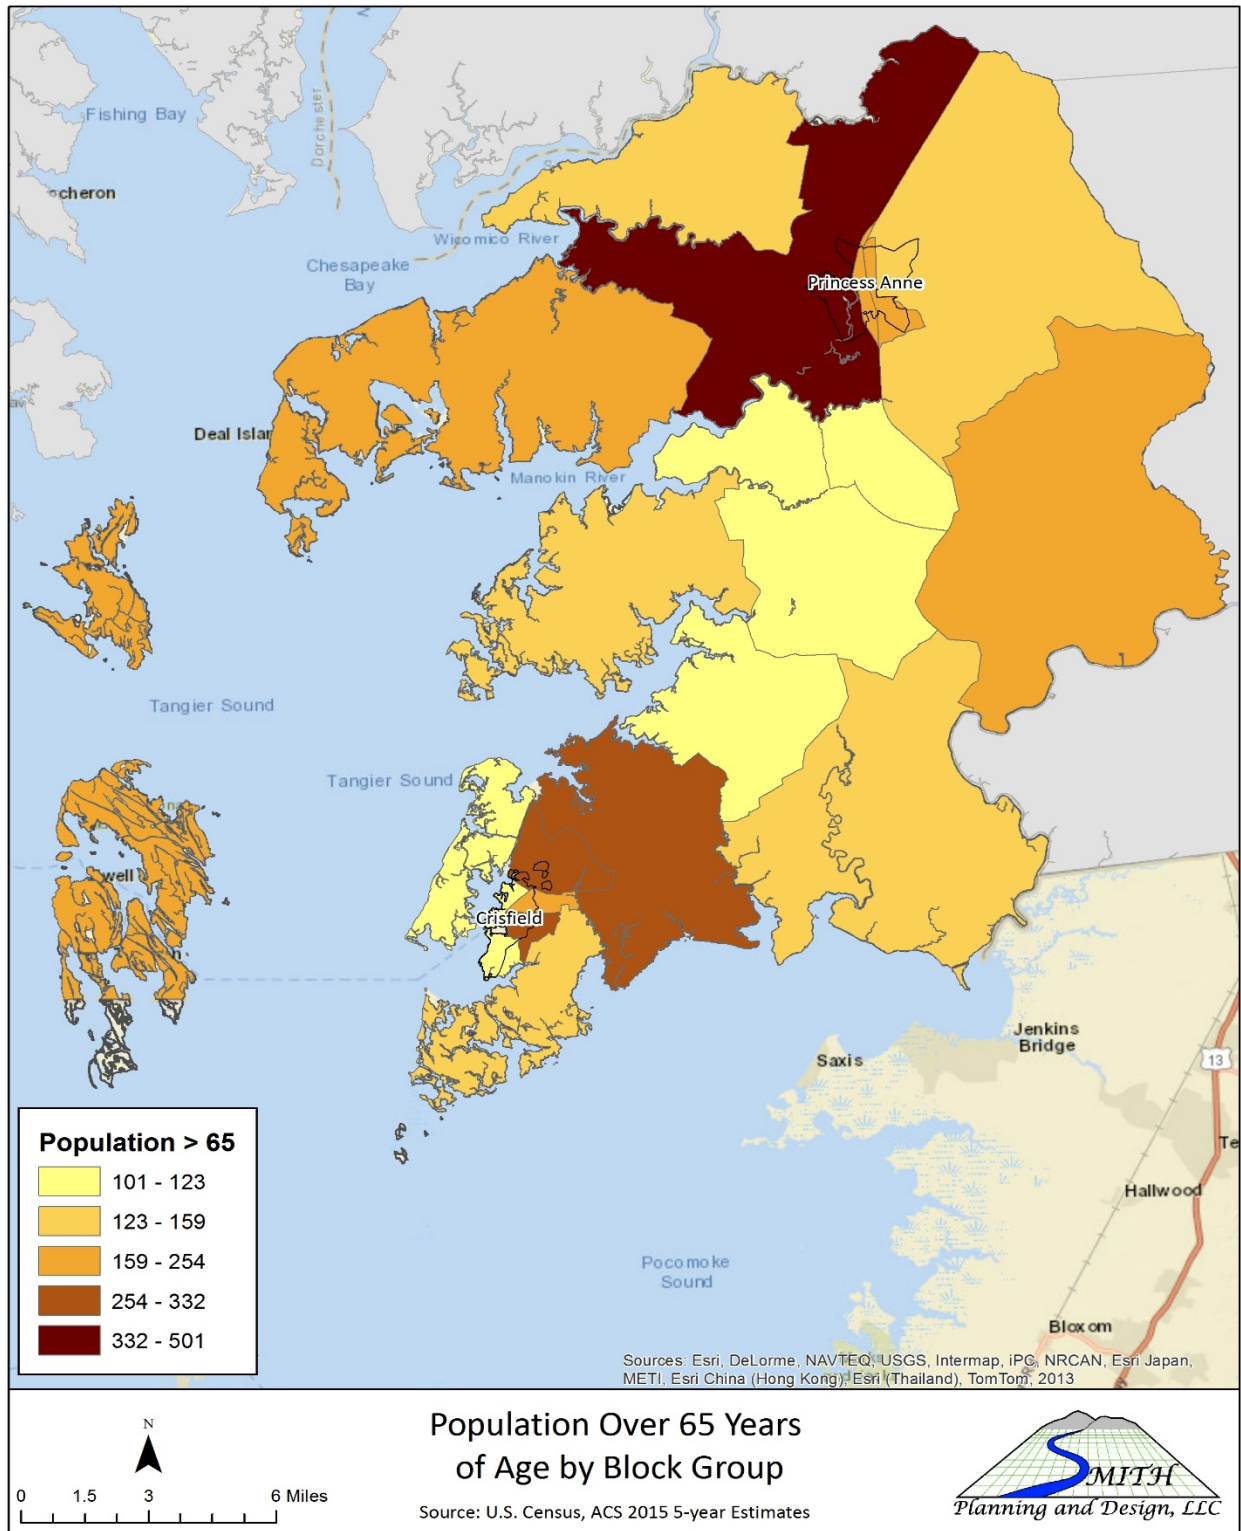 Fishing Bay
Dorchester
cheron
Wicomico River
Chesapeake
Bay
Princess Anne
Deal Islar
Manokin River
Tangier Sound
Tangier Sound
well
Crisfield
Jenkins
Bridge
Saxis
13
Te
Hallwood
Pocomoke
Sound
Bloxom
Population > 65
101 - 123
123 - 159
159 - 254
254 - 332
332 - 501
Sources: Esri, DeLorme, NAVTEQ, USGS, Intermap, iPC, NRCAN, Esri Japan,
METI, Esri China (Hong Kong), Esri (Thailand), TomTom, 2013
N
0 1.5 3 6 Miles
Population Over 65 Years
of Age by Block Group
Source: U.S. Census, ACS 2015 5-year Estimates
SMITH
Planning and Design, LLC